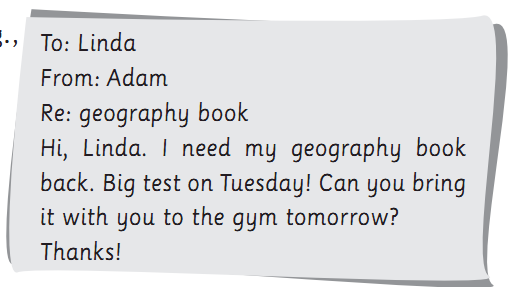 g.,
To: Linda
From: Adam
Re: geography book
Hi, Linda. I need my geography book
back. Big test on Tuesday! Can you bring
it with you to the gym tomorrow?
Thanks!